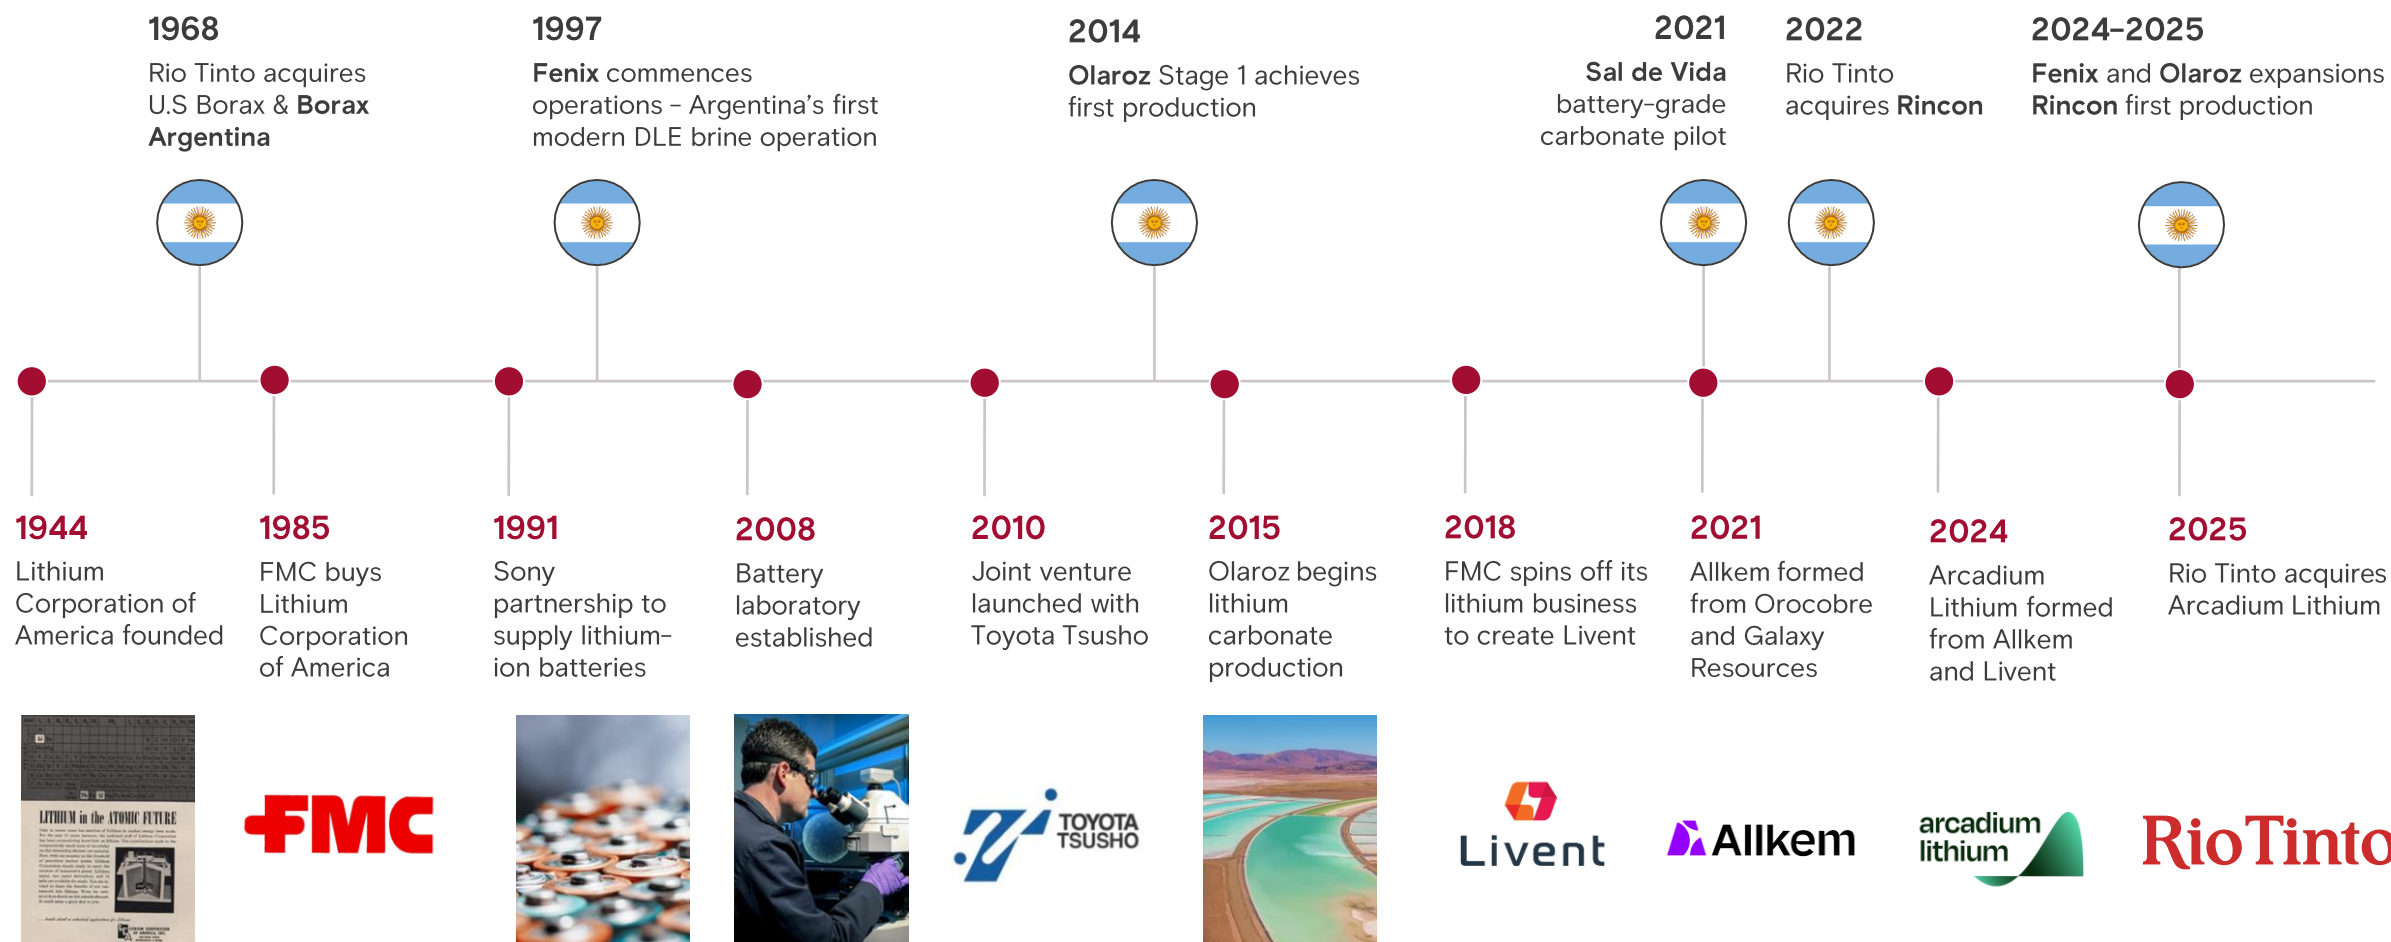 1968
Rio Tinto acquires
U.S Borax & Borax
Argentina
1997
Fenix commences
operations – Argentina’s first
modern DLE brine operation
2014
Olaroz Stage 1 achieves
first production
2021
Sal de Vida
battery-grade
carbonate pilot
2022
Rio Tinto
acquires Rincon
2024–2025
Fenix and Olaroz expansions
Rincon first production
1944
Lithium
Corporation of
America founded
1985
FMC buys
Lithium
Corporation
of America
1991
Sony
partnership to
supply lithium-
ion batteries
2008
Battery
laboratory
established
2010
Joint venture
launched with
Toyota Tsusho
2015
Olaroz begins
lithium
carbonate
production
2018
FMC spins off its
lithium business
to create Livent
2021
Allkem formed
from Orocobre
and Galaxy
Resources
2024
Arcadium
Lithium formed
from Allkem
and Livent
2025
Rio Tinto acquires
Arcadium Lithium
LITHIUM in the ATOMIC FUTURE
LITHIUM CORPORATION
OF AMERICA, INC.
FMC
TOYOTA
TSUSHO
Livent
Allkem
arcadium
lithium
RioTinto